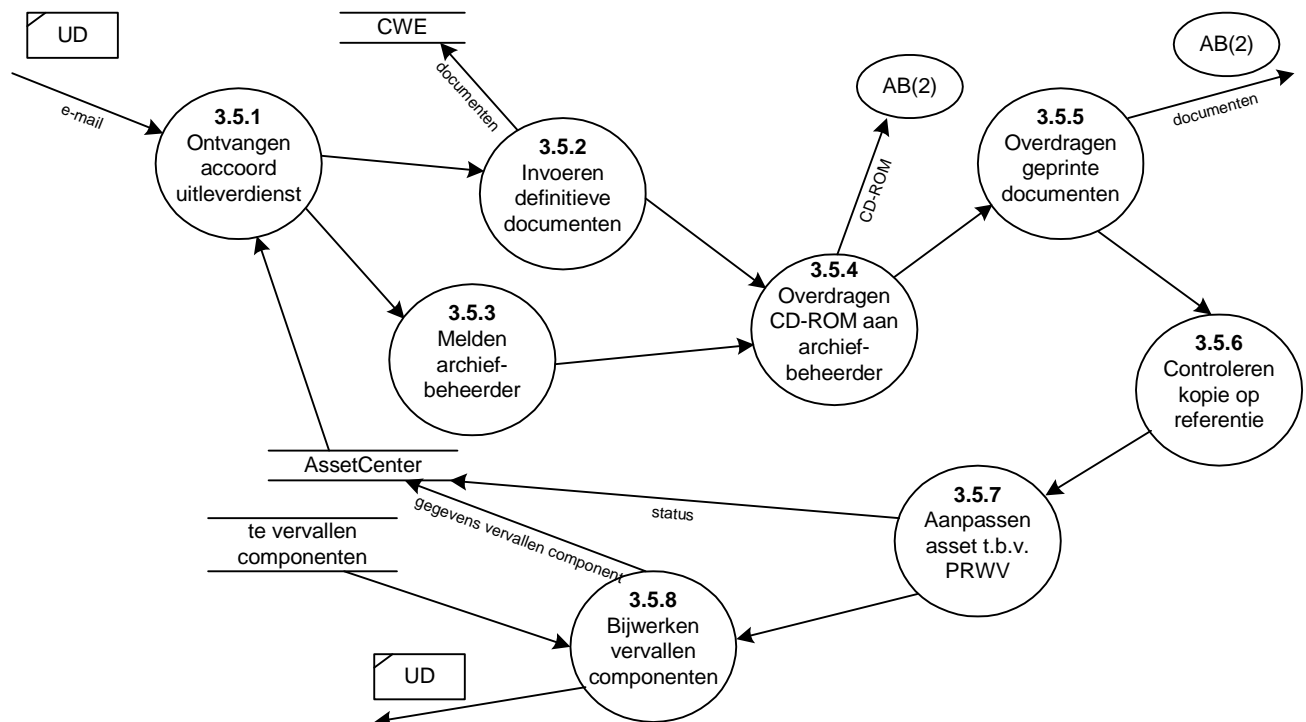 UD
CWE
AB(2)
AB(2)
e-mail
documenten
CD-ROM
documenten
3.5.1
Ontvangen
accoord
uitleverdienst
3.5.2
Invoeren
definitieve
documenten
3.5.3
Melden
archief-
beheerder
3.5.4
Overdragen
CD-ROM aan
archief-
beheerder
3.5.5
Overdragen
geprinte
documenten
3.5.6
Controleren
kopie op
referentie
AssetCenter
status
gegevens vervallen component
te vervallen
componenten
3.5.7
Aanpassen
asset t.b.v.
PRWV
3.5.8
Bijwerken
vervallen
componenten
UD